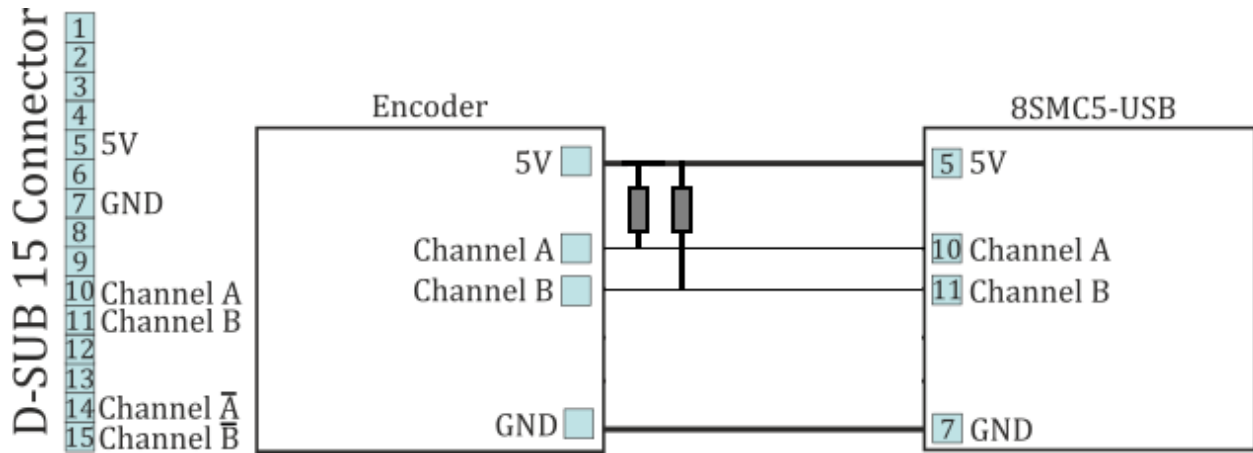 D-SUB 15 Connector
1
2
3
4
5 5V
6
7 GND
8
9
10 Channel A
11 Channel B
12
13
14 Channel A̅
15 Channel B̅
Encoder
5V
Channel A
Channel B
GND
8SMC5-USB
5 5V
10 Channel A
11 Channel B
7 GND